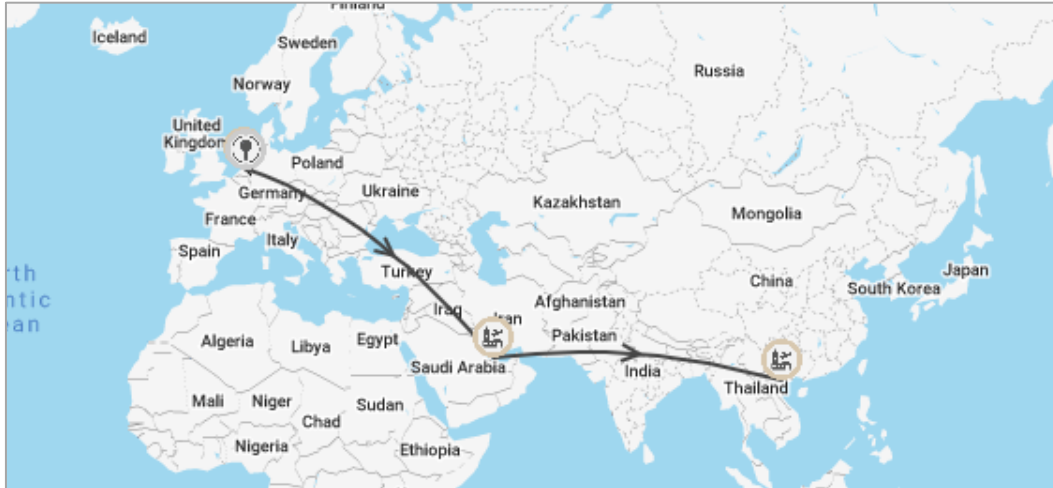 Finland
Iceland
Sweden
Russia
Norway
United
Kingdom
Poland
Germany
Ukraine
Kazakhstan
Mongolia
France
Italy
Spain
Turkey
China
Japan
South Korea
rth
ntic
ean
Iraq
Iran
Afghanistan
Pakistan
Algeria
Libya
Egypt
Saudi Arabia
India
Thailand
Mali
Niger
Chad
Sudan
Nigeria
Ethiopia